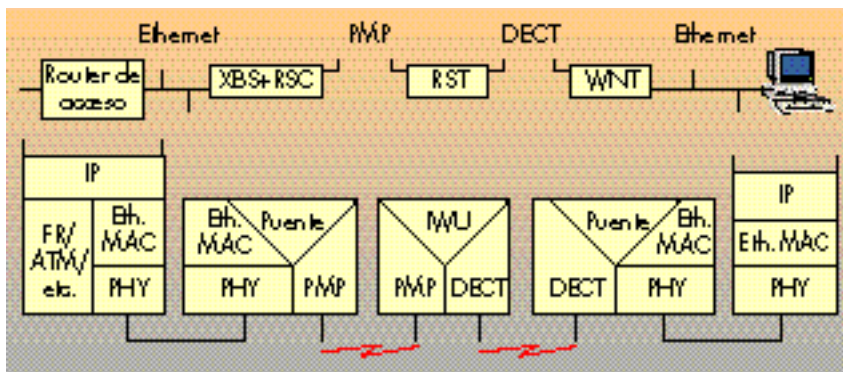 Ethernet PMP DECT Ethernet
Router de
acceso
XBS+RSC
RST
WNT
IP
FR/
ATM/
etc.
Eth.
MAC
PHY
Eth.
MAC
Puente
PHY
PMP
IWU
PMP
DECT
Puente
Eth.
MAC
DECT
PHY
IP
Eth. MAC
PHY